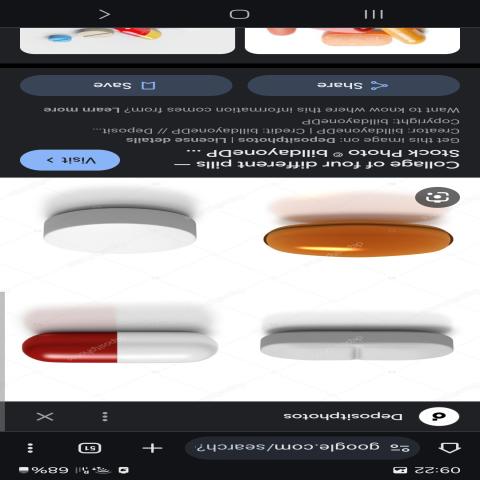 09:22
68%
google.com/search?
51
Depositphotos
Collage of four different pills —
Stock Photo © billdayoneDP ...
Visit >
Get this image on: Depositphotos | License details
Creator: billdayoneDP | Credit: billdayoneDP // Deposit...
Copyright: billdayoneDP
Want to know where this information comes from? Learn more
Share
Save